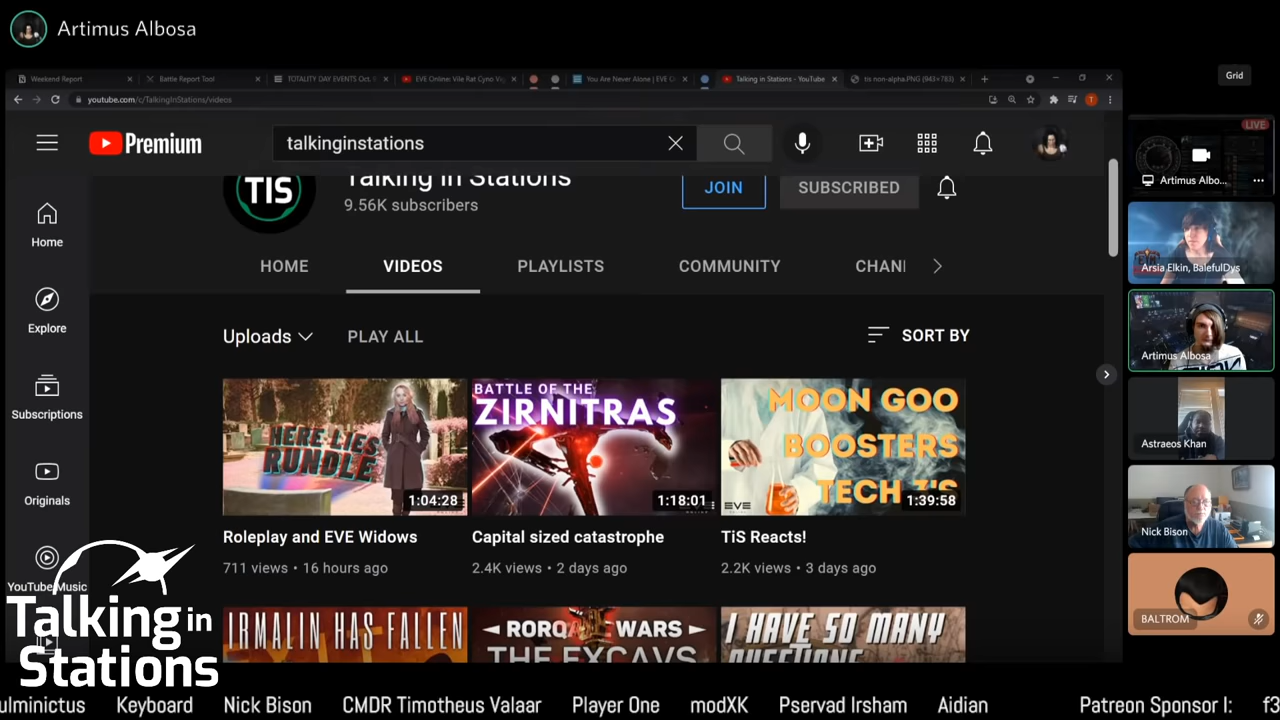 Artimus Albosa
Weekend Report
Battle Report Tool
TOTALITY DAY EVENTS Oct,
EVE Online: Vile Rat Cyno Vi
You Are Never Alone | EVE
Talking in Stations - YouTube
tis non-alpha.PNG (943×783)
Grid
youtube.com/c/TalkingInStations/videos
Premium
talkinginstations
LIVE
Artimus Albo...
TIS
Talking in Stations
9.56K subscribers
JOIN
SUBSCRIBED
Home
HOME
VIDEOS
PLAYLISTS
COMMUNITY
CHANI
Arsia Elkin, BalefulDys
Explore
Uploads
PLAY ALL
SORT BY
Artimus Albosa
Subscriptions
HERE LIES
RUNDLE
1:04:28
BATTLE OF THE
ZIRNITRAS
1:18:01
MOON GOO
BOOSTERS
TECH II'S
EVE
1:39:58
Astraeos Khan
Originals
Roleplay and EVE Widows
Capital sized catastrophe
TiS Reacts!
711 views • 16 hours ago
2.4K views • 2 days ago
2.2K views • 3 days ago
Nick Bison
YouTube Music
IRMALIN HAS FALLEN
RORQ WARS
THE EXCAVS
I HAVE SO MANY
QUESTIONS
BALTROM
Talking in
Stations
ulminictus Keyboard Nick Bison CMDR Timotheus Valaar Player One modXK Pservad Irsham Aidian Patreon Sponsor I: f3